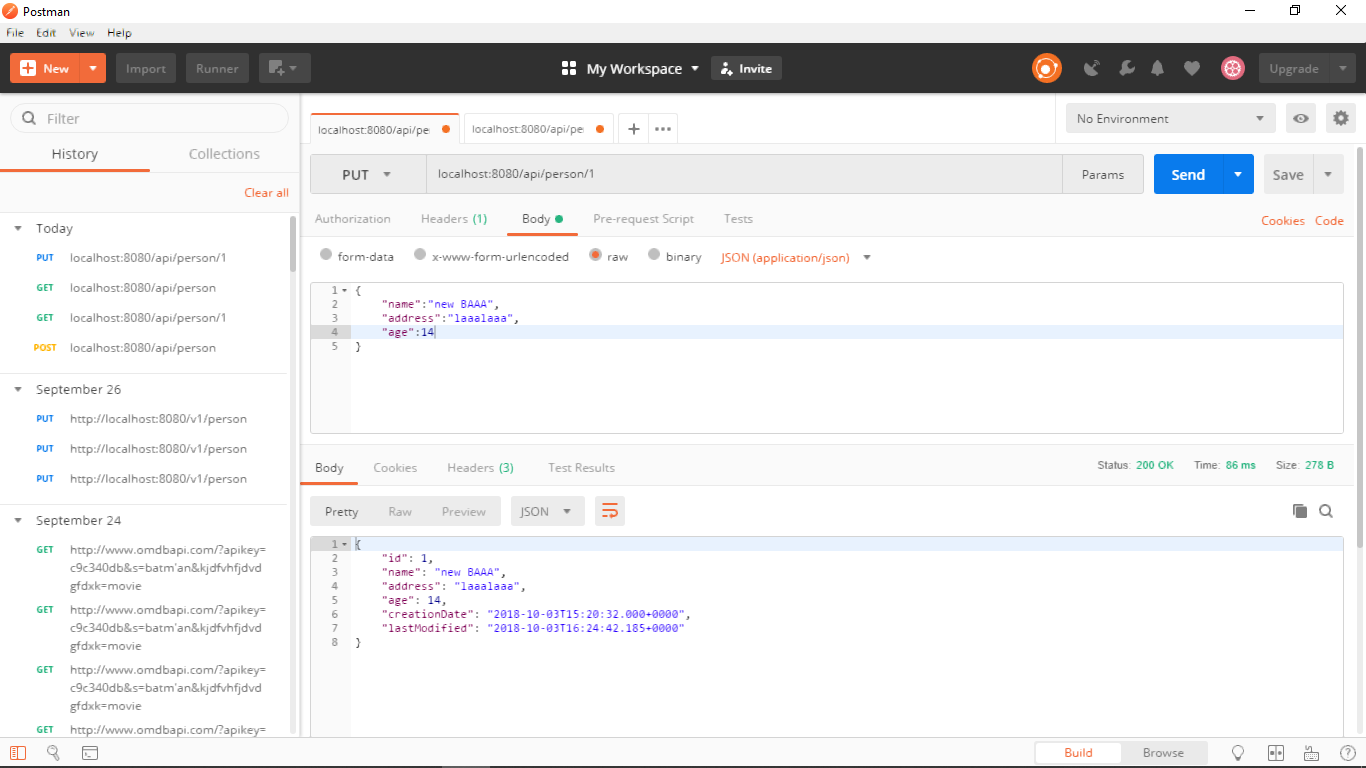 Postman
File Edit View Help
New Import Runner My Workspace Invite Upgrade
Filter
History Collections
Clear all
Today
PUT localhost:8080/api/person/1
GET localhost:8080/api/person
GET localhost:8080/api/person/1
POST localhost:8080/api/person
September 26
PUT http://localhost:8080/v1/person
PUT http://localhost:8080/v1/person
PUT http://localhost:8080/v1/person
September 24
GET http://www.omdbapi.com/?apikey=
c9c340db&s=batm'an&kjdfvhfjdvd
gfdxk=movie
GET http://www.omdbapi.com/?apikey=
c9c340db&s=batm'an&kjdfvhfjdvd
gfdxk=movie
GET http://www.omdbapi.com/?apikey=
c9c340db&s=batm'an&kjdfvhfjdvd
gfdxk=movie
GET http://www.omdbapi.com/?apikey=
localhost:8080/api/pe localhost:8080/api/pe
No Environment
PUT localhost:8080/api/person/1 Params Send Save
Authorization Headers (1) Body Pre-request Script Tests Cookies Code
form-data x-www-form-urlencoded raw binary JSON (application/json)
1 {
2 "name":"new BAAA",
3 "address":"laaalaaa",
4 "age":14
5 }
Body Cookies Headers (3) Test Results Status: 200 OK Time: 86 ms Size: 278 B
Pretty Raw Preview JSON
1 {
2 "id": 1,
3 "name": "new BAAA",
4 "address": "laaalaaa",
5 "age": 14,
6 "creationDate": "2018-10-03T15:20:32.000+0000",
7 "lastModified": "2018-10-03T16:24:42.185+0000"
8 }
Build Browse